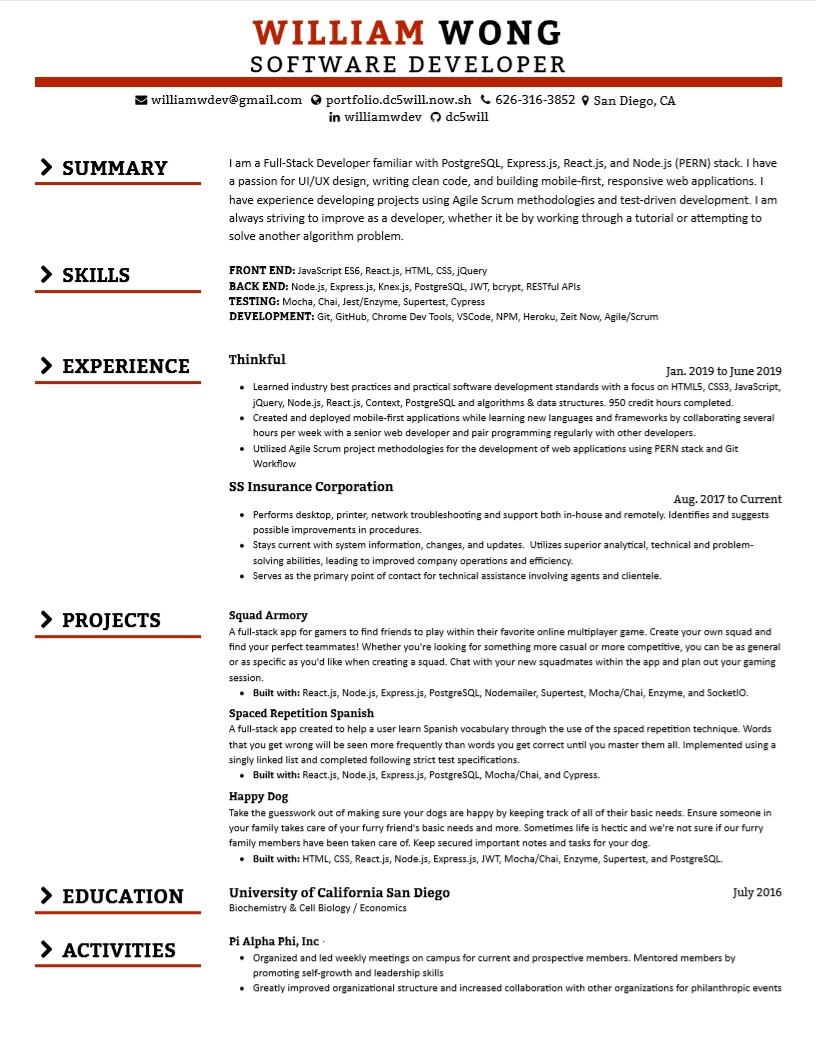 WILLIAM WONG
SOFTWARE DEVELOPER
williamwdev@gmail.com portfolio.dc5will.now.sh 626-316-3852 San Diego, CA
williamwdev dc5will
SUMMARY
I am a Full-Stack Developer familiar with PostgreSQL, Express.js, React.js, and Node.js (PERN) stack. I have
a passion for UI/UX design, writing clean code, and building mobile-first, responsive web applications. I
have experience developing projects using Agile Scrum methodologies and test-driven development. I am
always striving to improve as a developer, whether it be by working through a tutorial or attempting to
solve another algorithm problem.
SKILLS
FRONT END: JavaScript ES6, React.js, HTML, CSS, jQuery
BACK END: Node.js, Express.js, Knex.js, PostgreSQL, JWT, bcrypt, RESTful APIs
TESTING: Mocha, Chai, Jest/Enzyme, Supertest, Cypress
DEVELOPMENT: Git, GitHub, Chrome Dev Tools, VSCode, NPM, Heroku, Zeit Now, Agile/Scrum
EXPERIENCE
Thinkful
Jan. 2019 to June 2019
• Learned industry best practices and practical software development standards with a focus on HTML5, CSS3, JavaScript,
jQuery, Node.js, React.js, Context, PostgreSQL and algorithms & data structures. 950 credit hours completed.
• Created and deployed mobile-first applications while learning new languages and frameworks by collaborating several
hours per week with a senior web developer and pair programming regularly with other developers.
• Utilized Agile Scrum project methodologies for the development of web applications using PERN stack and Git
Workflow
SS Insurance Corporation
Aug. 2017 to Current
• Performs desktop, printer, network troubleshooting and support both in-house and remotely. Identifies and suggests
possible improvements in procedures.
• Stays current with system information, changes, and updates. Utilizes superior analytical, technical and problem-
solving abilities, leading to improved company operations and efficiency.
• Serves as the primary point of contact for technical assistance involving agents and clientele.
PROJECTS
Squad Armory
A full-stack app for gamers to find friends to play within their favorite online multiplayer game. Create your own squad and
find your perfect teammates! Whether you're looking for something more casual or more competitive, you can be as general
or as specific as you'd like when creating a squad. Chat with your new squadmates within the app and plan out your gaming
session.
• Built with: React.js, Node.js, Express.js, PostgreSQL, Nodemailer, Supertest, Mocha/Chai, Enzyme, and SocketIO.
Spaced Repetition Spanish
A full-stack app created to help a user learn Spanish vocabulary through the use of the spaced repetition technique. Words
that you get wrong will be seen more frequently than words you get correct until you master them all. Implemented using a
singly linked list and completed following strict test specifications.
• Built with: React.js, Node.js, Express.js, PostgreSQL, Mocha/Chai, and Cypress.
Happy Dog
Take the guesswork out of making sure your dogs are happy by keeping track of all of their basic needs. Ensure someone in
your family takes care of your furry friend's basic needs and more. Sometimes life is hectic and we're not sure if our furry
family members have been taken care of. Keep secured important notes and tasks for your dog.
• Built with: HTML, CSS, React.js, Node.js, Express.js, JWT, Mocha/Chai, Enzyme, Supertest, and PostgreSQL.
EDUCATION
University of California San Diego July 2016
Biochemistry & Cell Biology / Economics
ACTIVITIES
Pi Alpha Phi, Inc ·
• Organized and led weekly meetings on campus for current and prospective members. Mentored members by
promoting self-growth and leadership skills
• Greatly improved organizational structure and increased collaboration with other organizations for philanthropic events